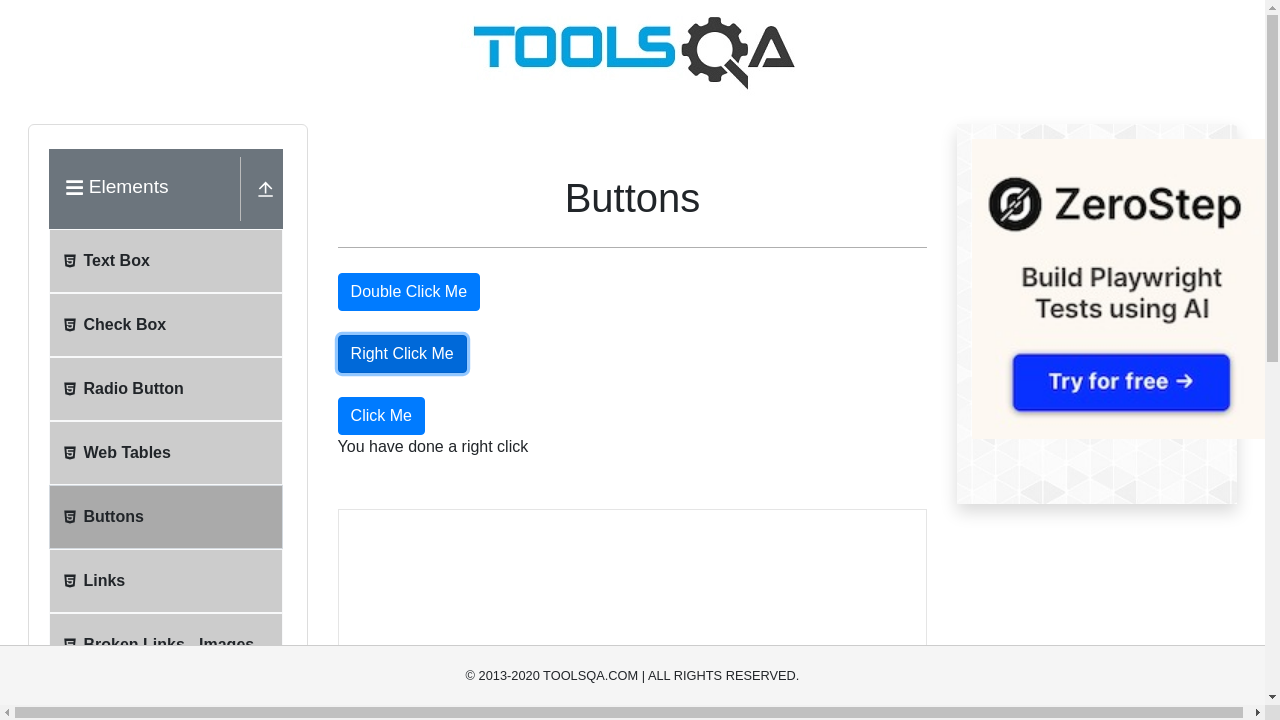 TOOLSQA
Elements
Text Box
Check Box
Radio Button
Web Tables
Buttons
Links
Broken Links - Images
Buttons
Double Click Me
Right Click Me
Click Me
You have done a right click
ZeroStep
Build Playwright
Tests using AI
Try for free →
© 2013-2020 TOOLSQA.COM | ALL RIGHTS RESERVED.